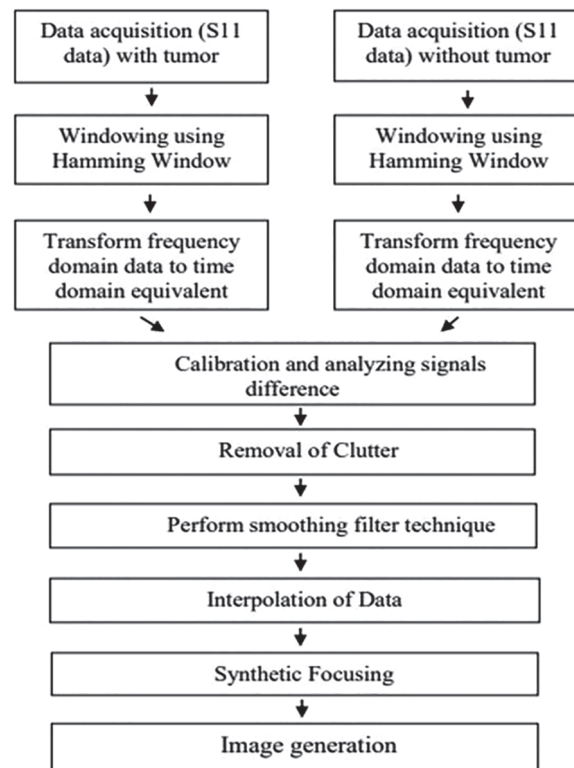 Data acquisition (S11
data) with tumor
Data acquisition (S11
data) without tumor
Windowing using
Hamming Window
Windowing using
Hamming Window
Transform frequency
domain data to time
domain equivalent
Transform frequency
domain data to time
domain equivalent
Calibration and analyzing signals
difference
Removal of Clutter
Perform smoothing filter technique
Interpolation of Data
Synthetic Focusing
Image generation